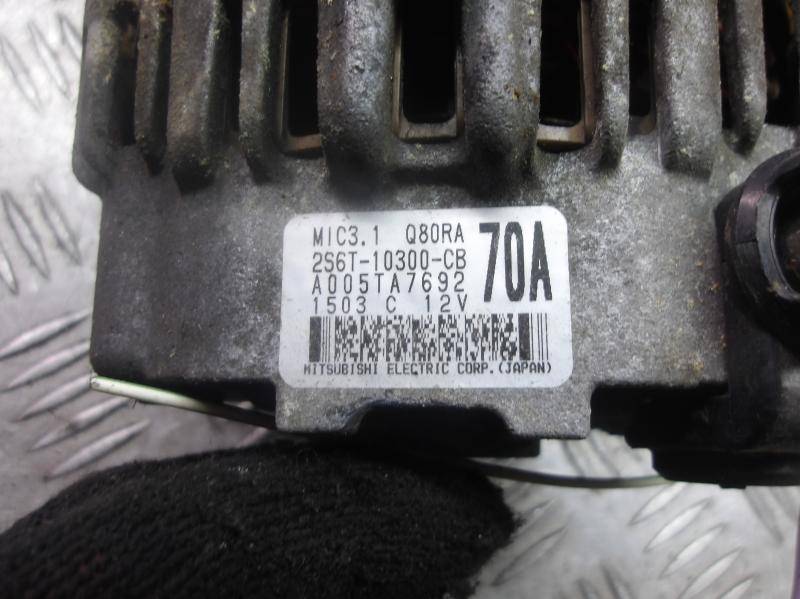 MIC3.1 Q80RA
70A
2S6T-10300-CB
A005TA7692
1503 C 12V
MITSUBISHI ELECTRIC CORP.(JAPAN)